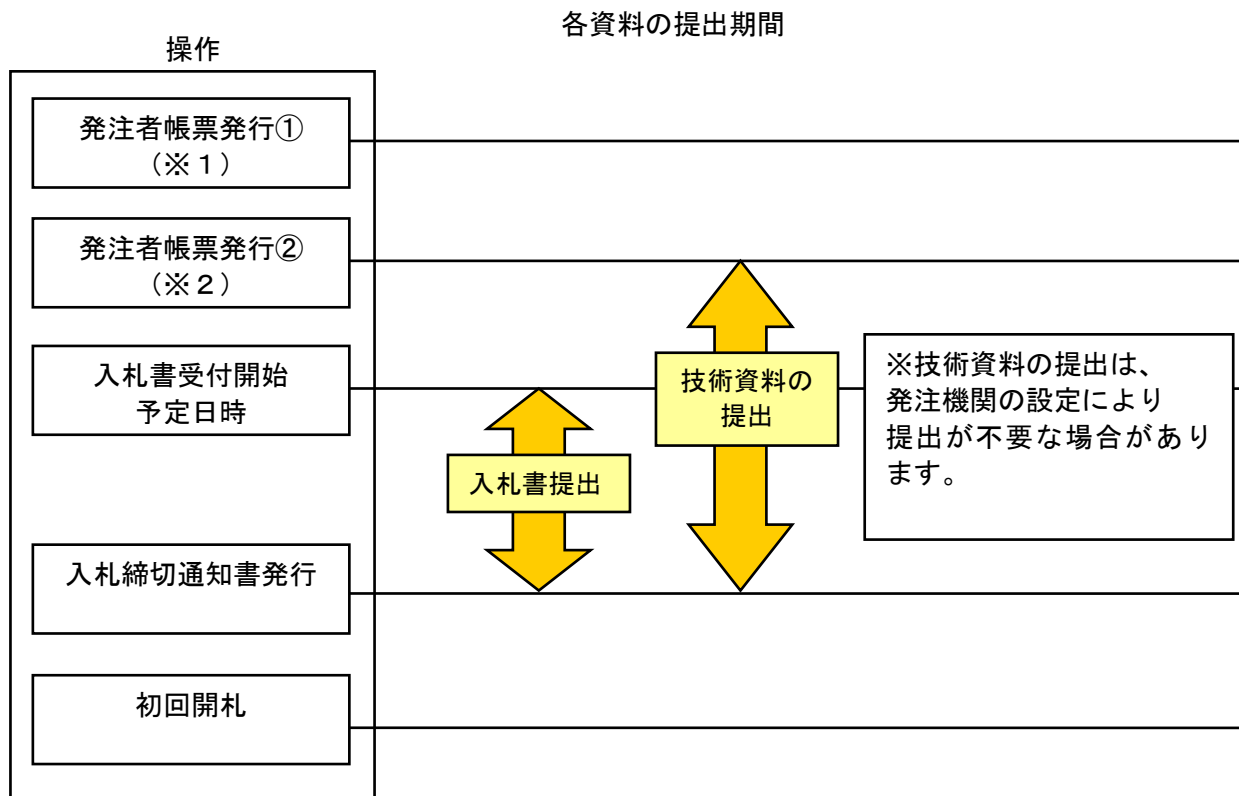 各資料の提出期間
操作
発注者帳票発行①
（※１）
発注者帳票発行②
（※２）
入札書受付開始
予定日時
技術資料の
提出
※技術資料の提出は、
発注機関の設定により
提出が不要な場合があり
ます。
入札書提出
入札締切通知書発行
初回開札